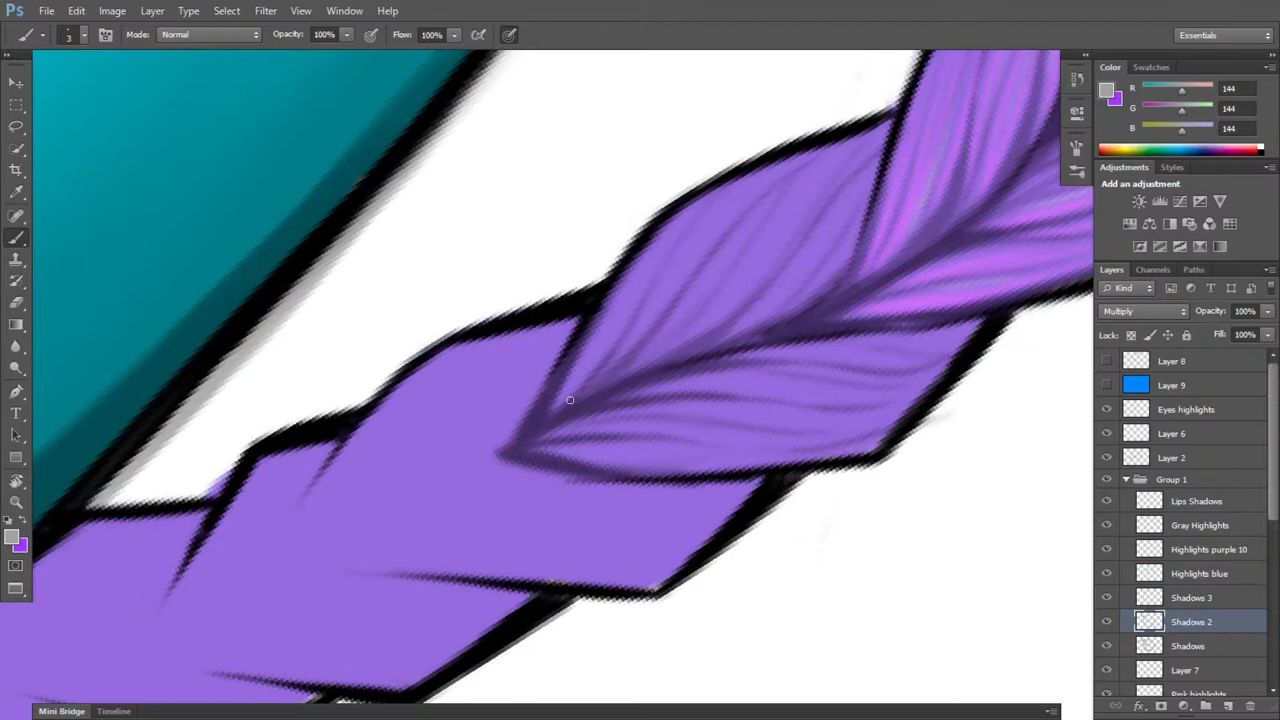 Ps File Edit Image Layer Type Select Filter View Window Help
3 Mode: Normal Opacity: 100% Flow: 100% Essentials
Color Swatches
R 144
G 144
B 144
Adjustments Styles
Add an adjustment
Layers Channels Paths
Kind
Multiply Opacity: 100%
Lock: Fill: 100%
Layer 8
Layer 9
Eyes highlights
Layer 6
Layer 2
Group 1
Lips Shadows
Gray Highlights
Highlights purple 10
Highlights blue
Shadows 3
Shadows 2
Shadows
Layer 7
Pink highlights
Mini Bridge Timeline